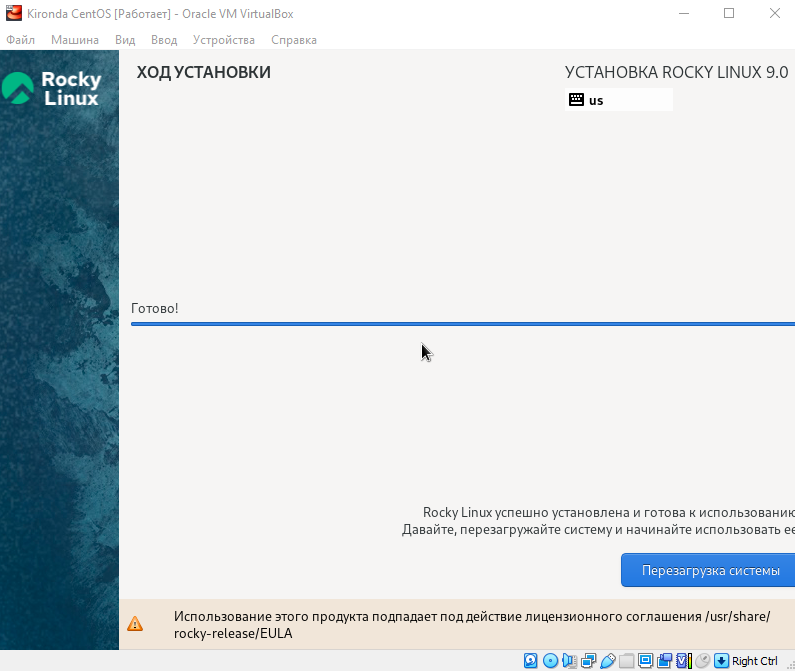 Kironda CentOS [Работает] - Oracle VM VirtualBox
Файл Машина Вид Ввод Устройства Справка
Rocky
Linux
ХОД УСТАНОВКИ
УСТАНОВКА ROCKY LINUX 9.0
us
Готово!
Rocky Linux успешно установлена и готова к использованию
Давайте, перезагружайте систему и начинайте использовать ее
Перезагрузка системы
Использование этого продукта подпадает под действие лицензионного соглашения /usr/share/
rocky-release/EULA
Right Ctrl